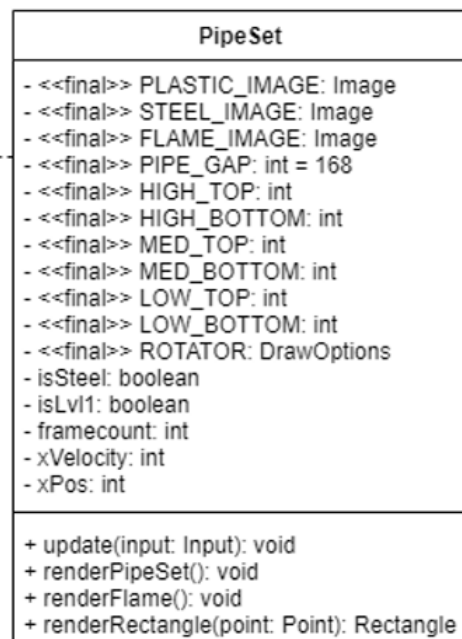 PipeSet
- <<final>> PLASTIC_IMAGE: Image
- <<final>> STEEL_IMAGE: Image
- <<final>> FLAME_IMAGE: Image
- <<final>> PIPE_GAP: int = 168
- <<final>> HIGH_TOP: int
- <<final>> HIGH_BOTTOM: int
- <<final>> MED_TOP: int
- <<final>> MED_BOTTOM: int
- <<final>> LOW_TOP: int
- <<final>> LOW_BOTTOM: int
- <<final>> ROTATOR: DrawOptions
- isSteel: boolean
- isLvl1: boolean
- framecount: int
- xVelocity: int
- xPos: int
+ update(input: Input): void
+ renderPipeSet(): void
+ renderFlame(): void
+ renderRectangle(point: Point): Rectangle